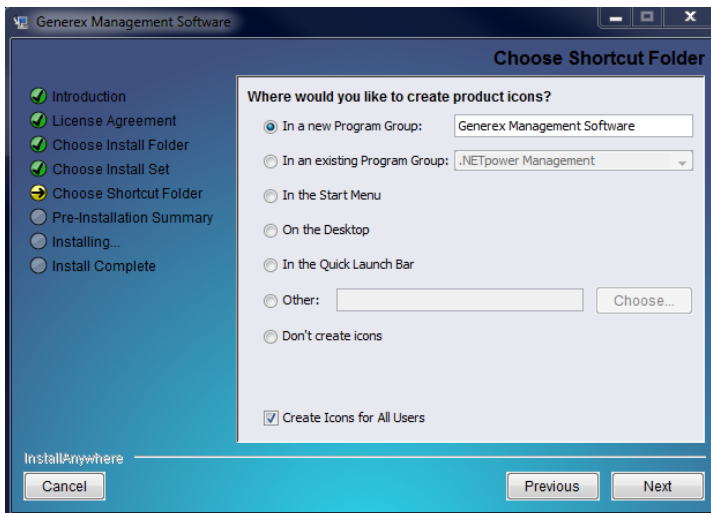 Generex Management Software
Choose Shortcut Folder
Introduction
License Agreement
Choose Install Folder
Choose Install Set
Choose Shortcut Folder
Pre-Installation Summary
Installing...
Install Complete
Where would you like to create product icons?
In a new Program Group: Generex Management Software
In an existing Program Group: .NETpower Management
In the Start Menu
On the Desktop
In the Quick Launch Bar
Other: Choose...
Don't create icons
Create Icons for All Users
InstallAnywhere
Cancel Previous Next